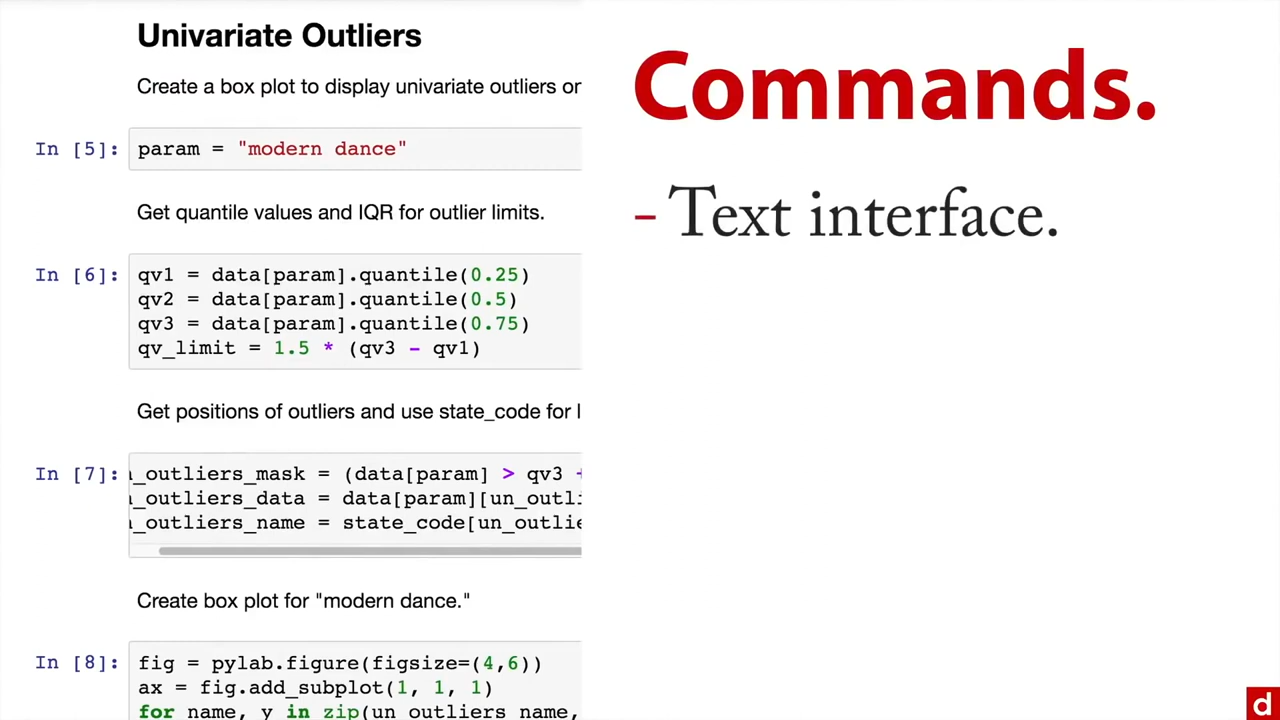 Univariate Outliers
Create a box plot to display univariate outliers or
In [5]: param = "modern dance"
Get quantile values and IQR for outlier limits.
In [6]: qv1 = data[param].quantile(0.25)
qv2 = data[param].quantile(0.5)
qv3 = data[param].quantile(0.75)
qv_limit = 1.5 * (qv3 - qv1)
Get positions of outliers and use state_code for l
In [7]: _outliers_mask = (data[param] > qv3 +
_outliers_data = data[param][un_outli
_outliers_name = state_code[un_outlie
Create box plot for "modern dance."
In [8]: fig = pylab.figure(figsize=(4,6))
ax = fig.add_subplot(1, 1, 1)
for name, y in zip(un_outliers_name,
Commands.
- Text interface.
d